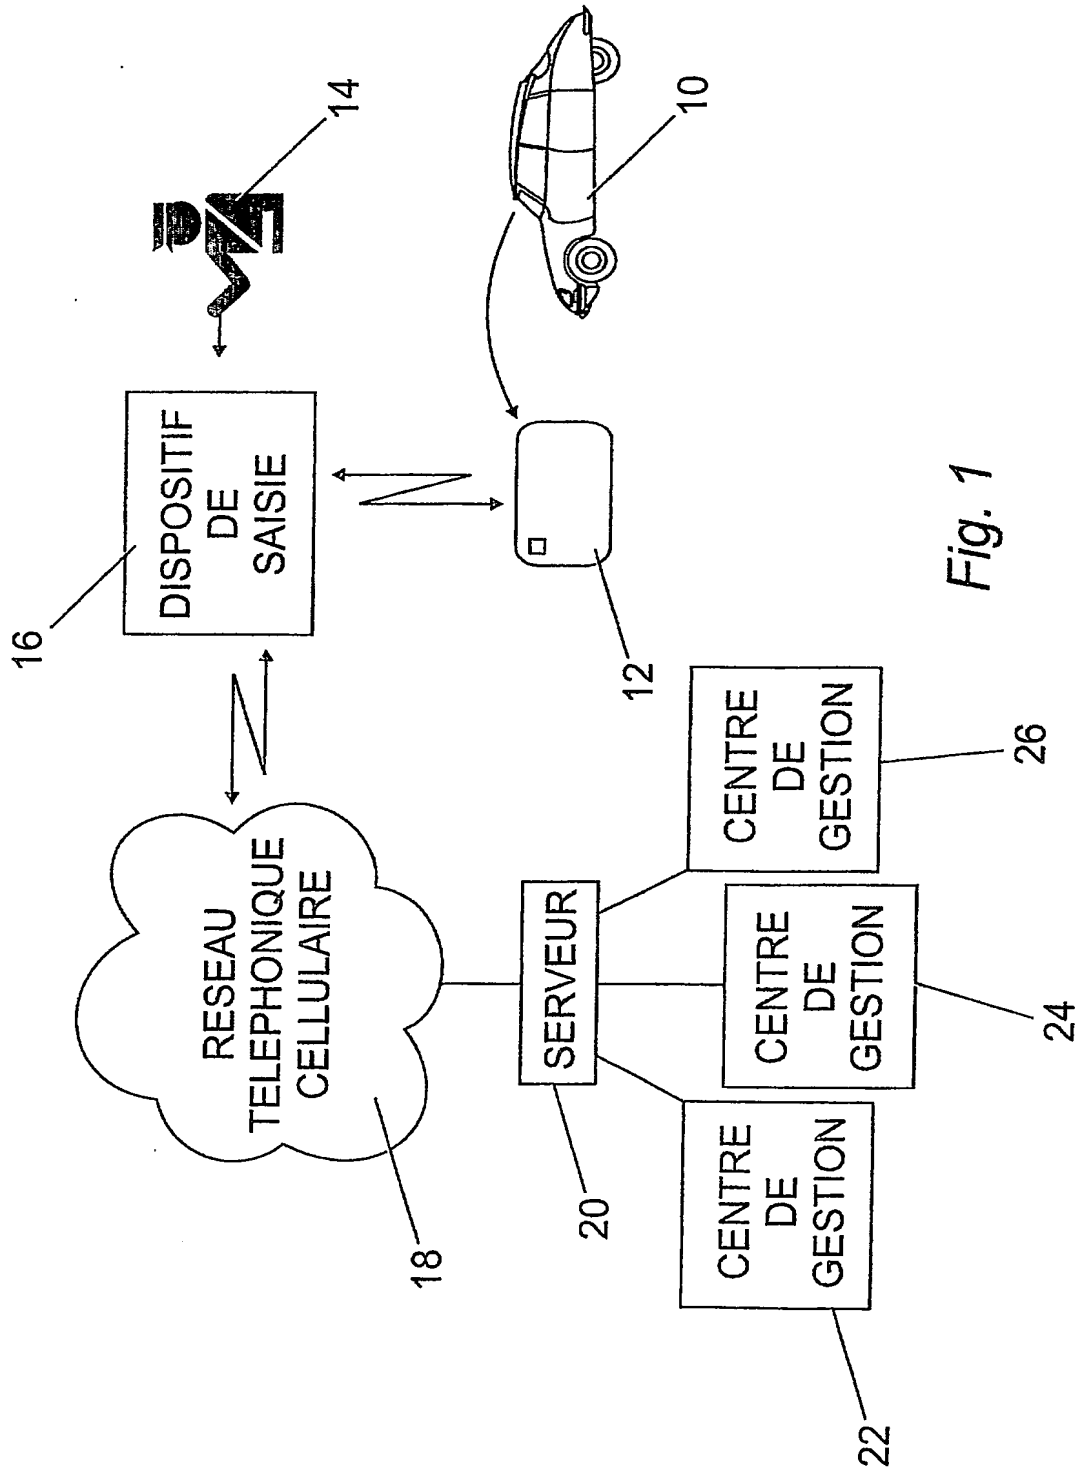 16
DISPOSITIF
DE
SAISIE
14
RESEAU
TELEPHONIQUE
CELLULAIRE
18
10
12
SERVEUR
20
CENTRE
DE
GESTION
22
CENTRE
DE
GESTION
24
CENTRE
DE
GESTION
26
Fig. 1